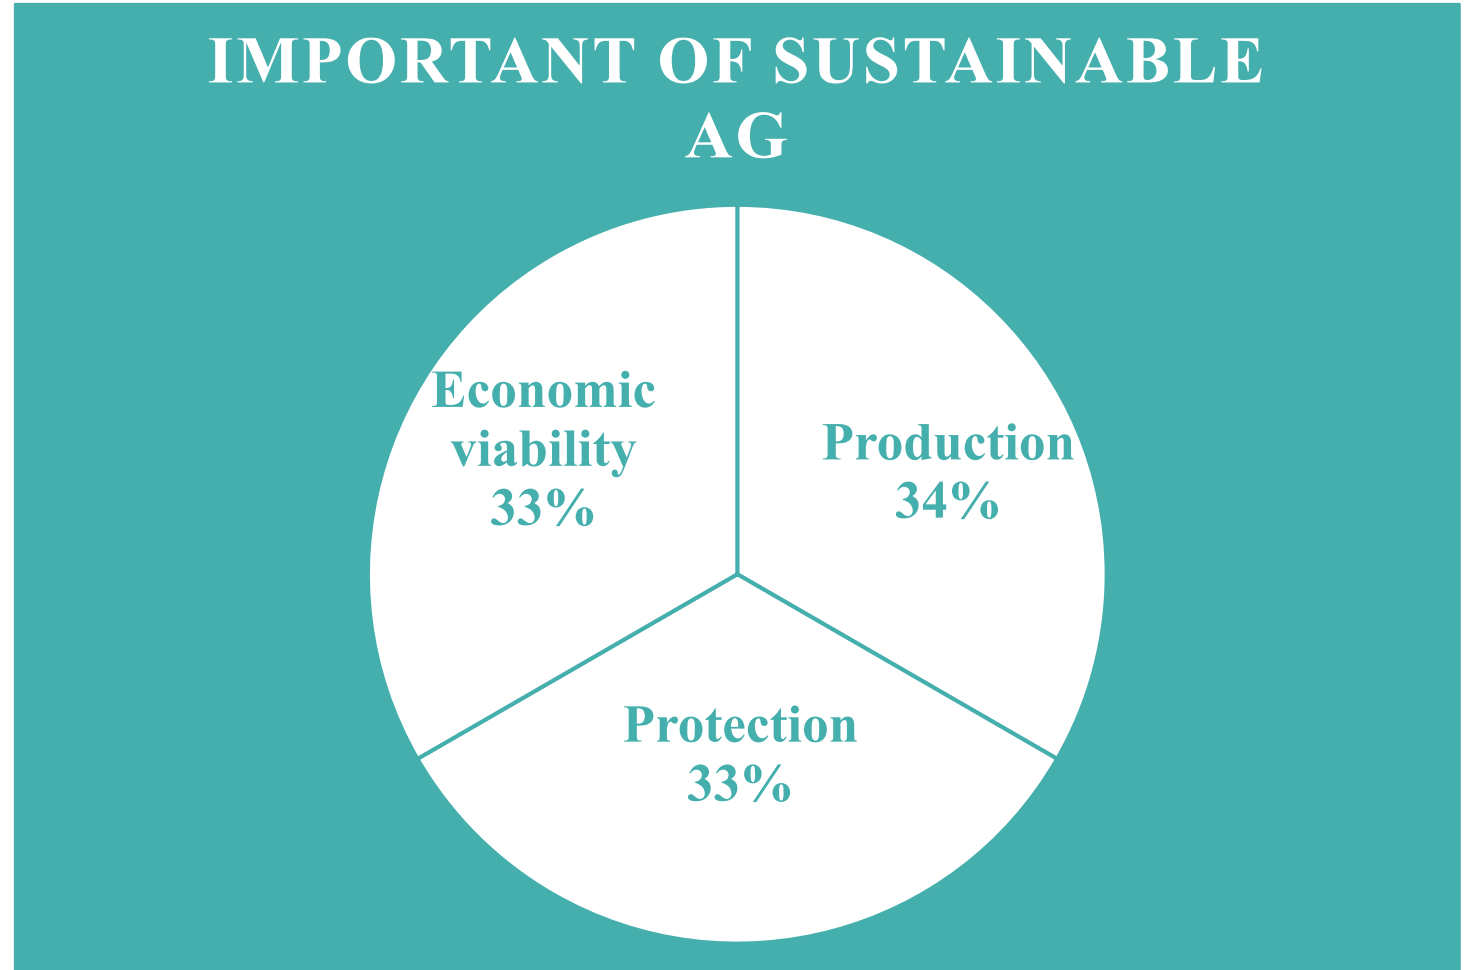 IMPORTANT OF SUSTAINABLE
AG
Economic
viability
33%
Production
34%
Protection
33%